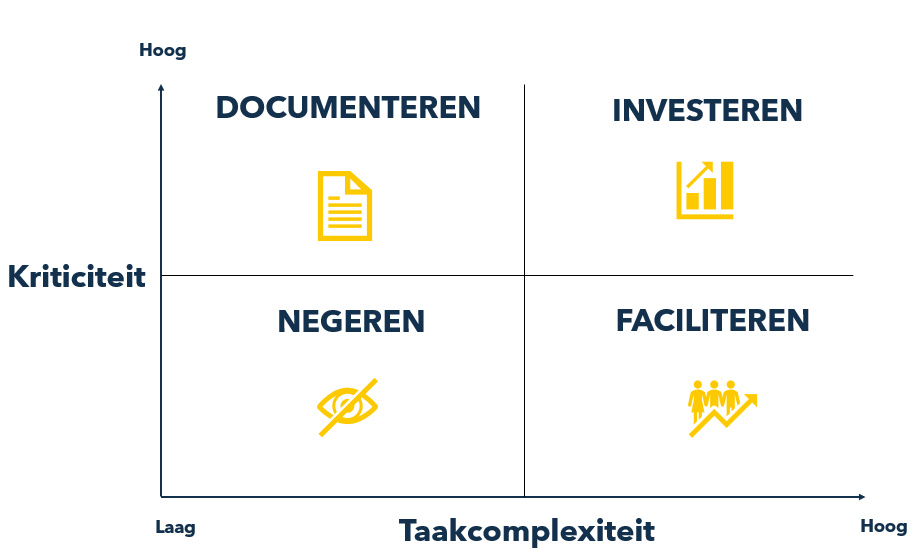 Hoog
DOCUMENTEREN
INVESTEREN
Kriticiteit
NEGEREN
FACILITEREN
Laag
Taakcomplexiteit
Hoog